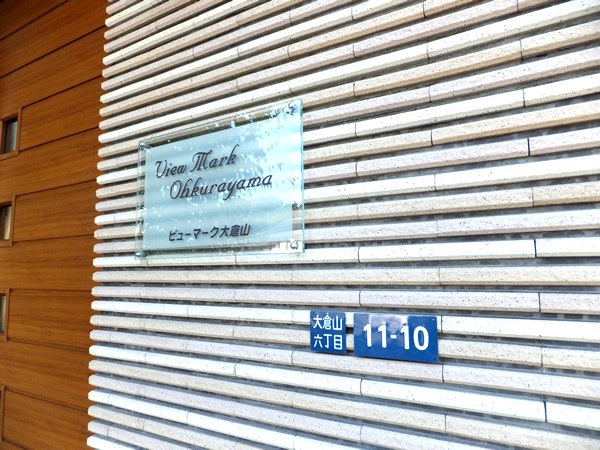 View Mark
Ohkurayama
ビューマーク大倉山
大倉山
六丁目
11-10